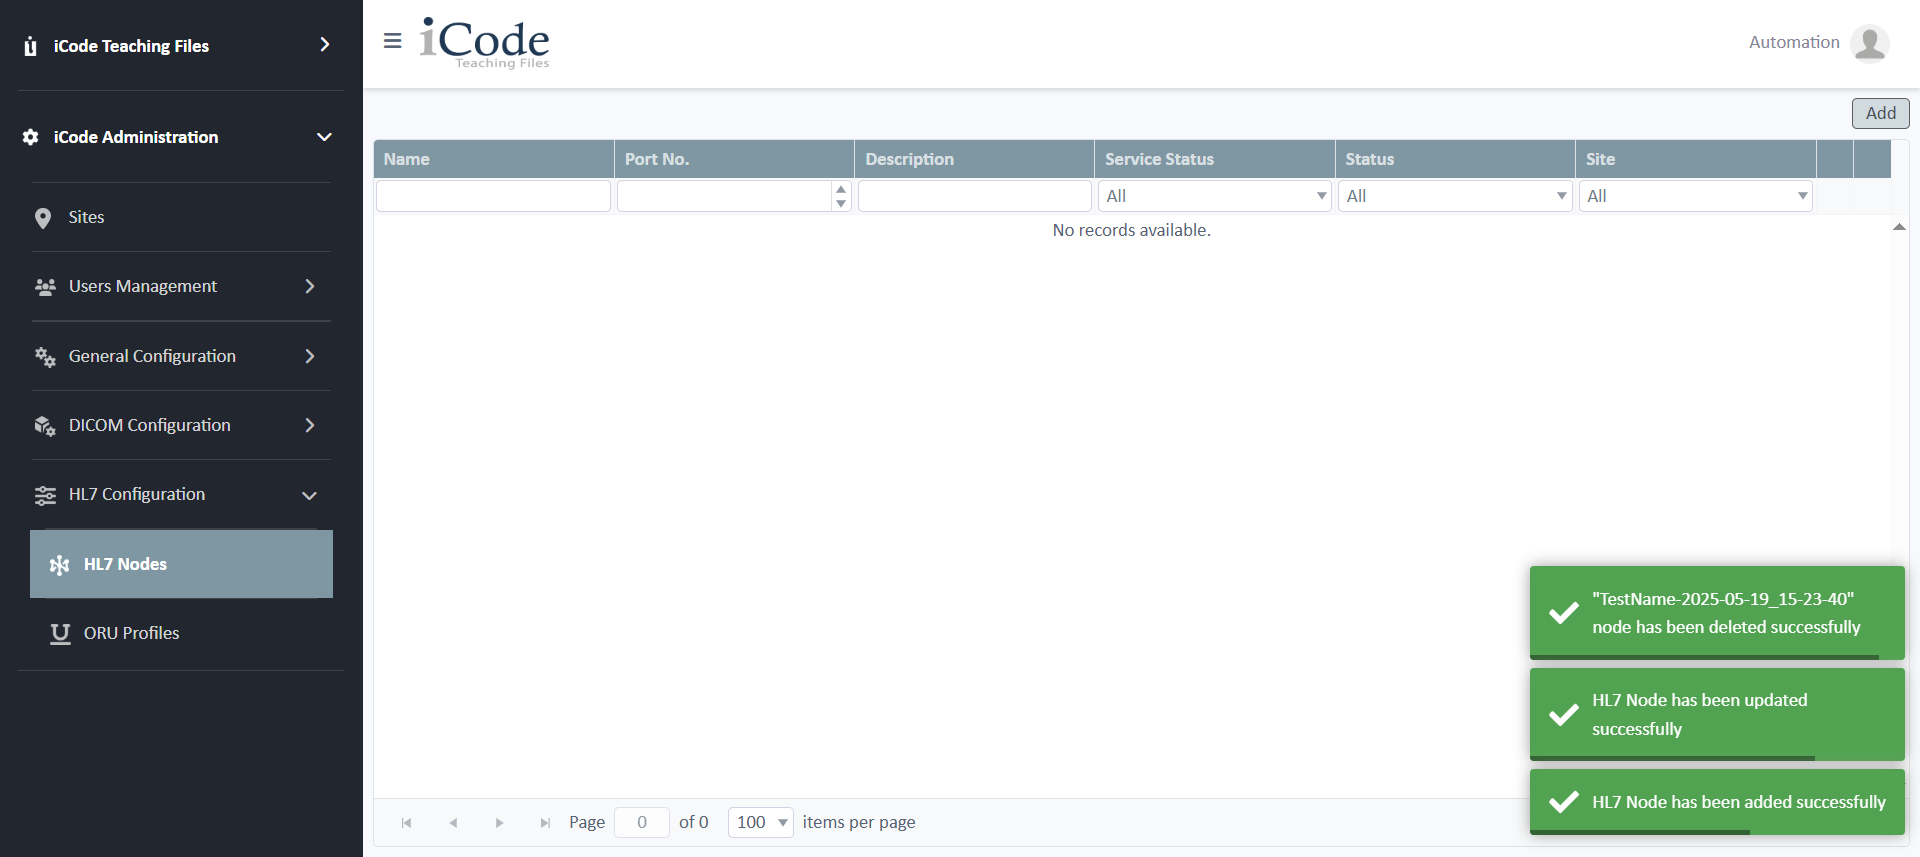 iCode Teaching Files
iCode Administration
Sites
Users Management
General Configuration
DICOM Configuration
HL7 Configuration
HL7 Nodes
ORU Profiles
iCode
Teaching Files
Automation
Add
Name Port No. Description Service Status Status Site
All All All
No records available.
"TestName-2025-05-19_15-23-40"
node has been deleted successfully
HL7 Node has been updated
successfully
HL7 Node has been added successfully
Page 0 of 0 100 items per page